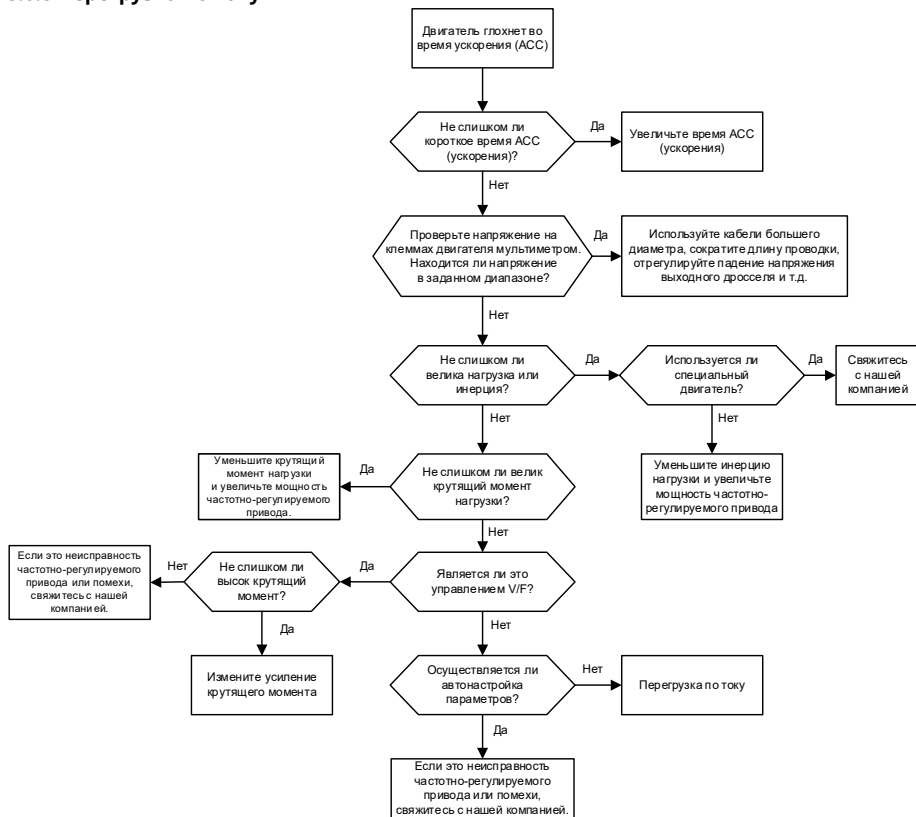 Двигатель глохнет во
время ускорения (ACC)
Не слишком ли
короткое время ACC
(ускорения)?
Да
Увеличьте время ACC
(ускорения)
Нет
Проверьте напряжение на
клеммах двигателя мультиметром.
Находится ли напряжение
в заданном диапазоне?
Да
Используйте кабели большего
диаметра, сократите длину проводки,
отрегулируйте падение напряжения
выходного дросселя и т.д.
Нет
Не слишком ли
велика нагрузка или
инерция?
Да
Используется ли
специальный
двигатель?
Да
Свяжитесь
с нашей
компанией
Нет
Нет
Уменьшите инерцию
нагрузки и увеличьте
мощность частотно-
регулируемого привода
Уменьшите крутящий
момент нагрузки
и увеличьте мощность
частотно-регулируемого
привода.
Да
Не слишком ли велик
крутящий момент
нагрузки?
Нет
Если это неисправность
частотно-регулируемого
привода или помехи,
свяжитесь с нашей
компанией.
Нет
Не слишком ли
высок крутящий
момент?
Да
Является ли это
управлением V/F?
Да
Нет
Измените усиление
крутящего момента
Осуществляется ли
автонастройка
параметров?
Нет
Перегрузка по току
Да
Если это неисправность
частотно-регулируемого
привода или помехи,
свяжитесь с нашей компанией.